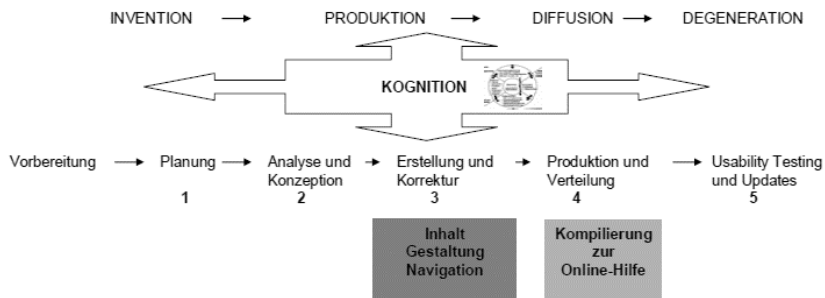 INVENTION PRODUKTION DIFFUSION DEGENERATION
KOGNITION
Vorbereitung Planung Analyse und Erstellung und Produktion und Usability Testing
Konzeption Korrektur Verteilung und Updates
1 2 3 4 5
Inhalt Kompilierung
Gestaltung zur
Navigation Online-Hilfe